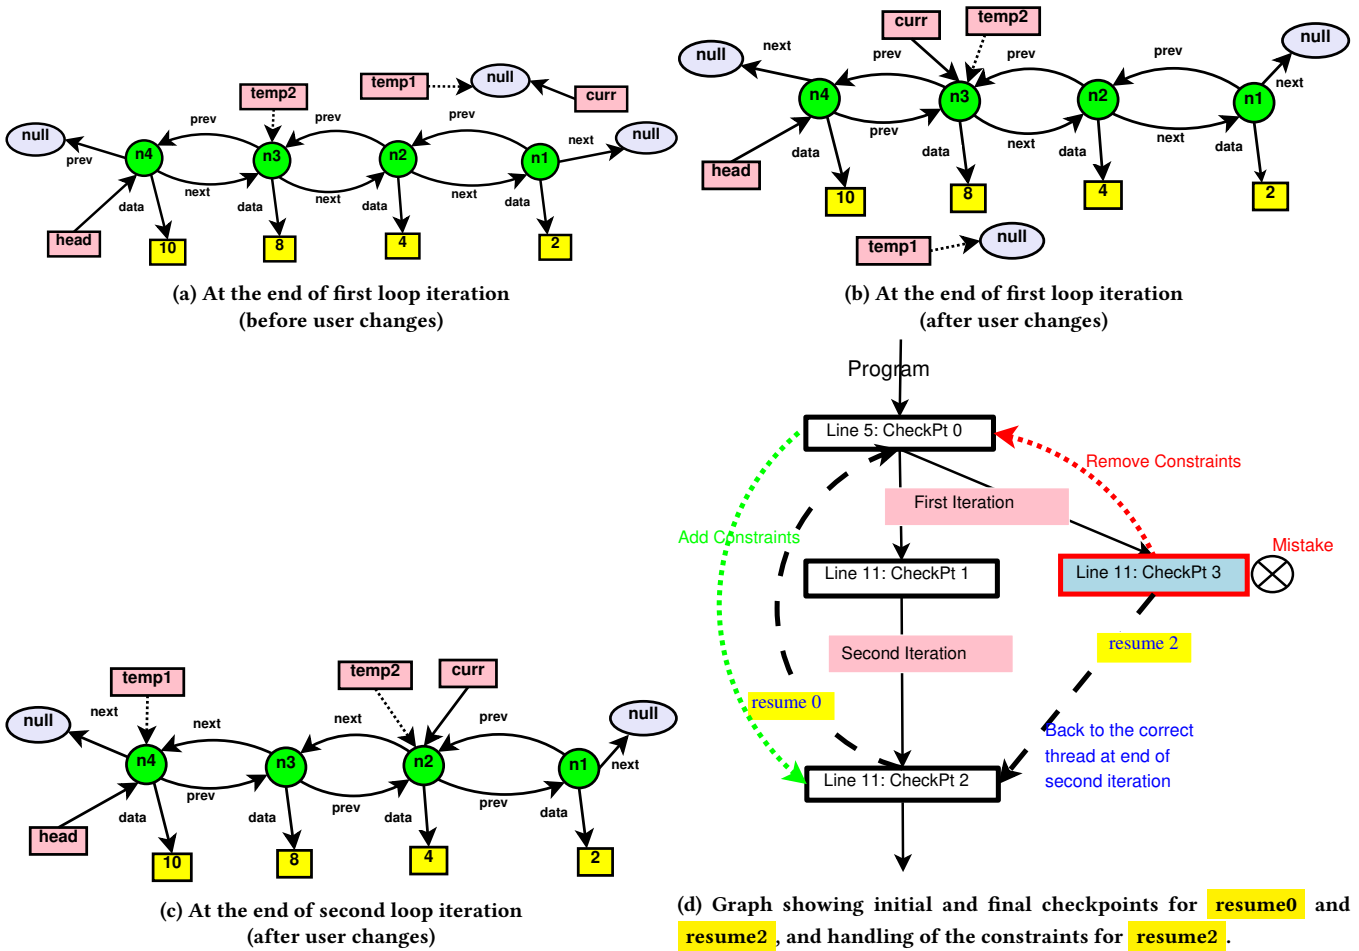 null
temp1
curr
temp2
null
prev
n4
prev
n3
prev
n2
prev
n1
next
null
next
next
next
data
data
data
data
head
10
8
4
2
(a) At the end of first loop iteration
(before user changes)
curr
temp2
null
next
prev
prev
prev
null
next
n4
n3
n2
n1
prev
next
next
data
data
data
data
head
10
8
4
2
temp1
null
(b) At the end of first loop iteration
(after user changes)
temp1
temp2
curr
null
next
next
next
prev
null
next
n4
n3
n2
n1
prev
prev
prev
data
data
data
data
head
10
8
4
2
(c) At the end of second loop iteration
(after user changes)
Program
Line 5: CheckPt 0
Remove Constraints
First Iteration
Add Constraints
Mistake
Line 11: CheckPt 1
Line 11: CheckPt 3
Second Iteration
resume 2
resume 0
Back to the correct
thread at end of
second iteration
Line 11: CheckPt 2
(d) Graph showing initial and final checkpoints for resume0 and
resume2 , and handling of the constraints for resume2 .